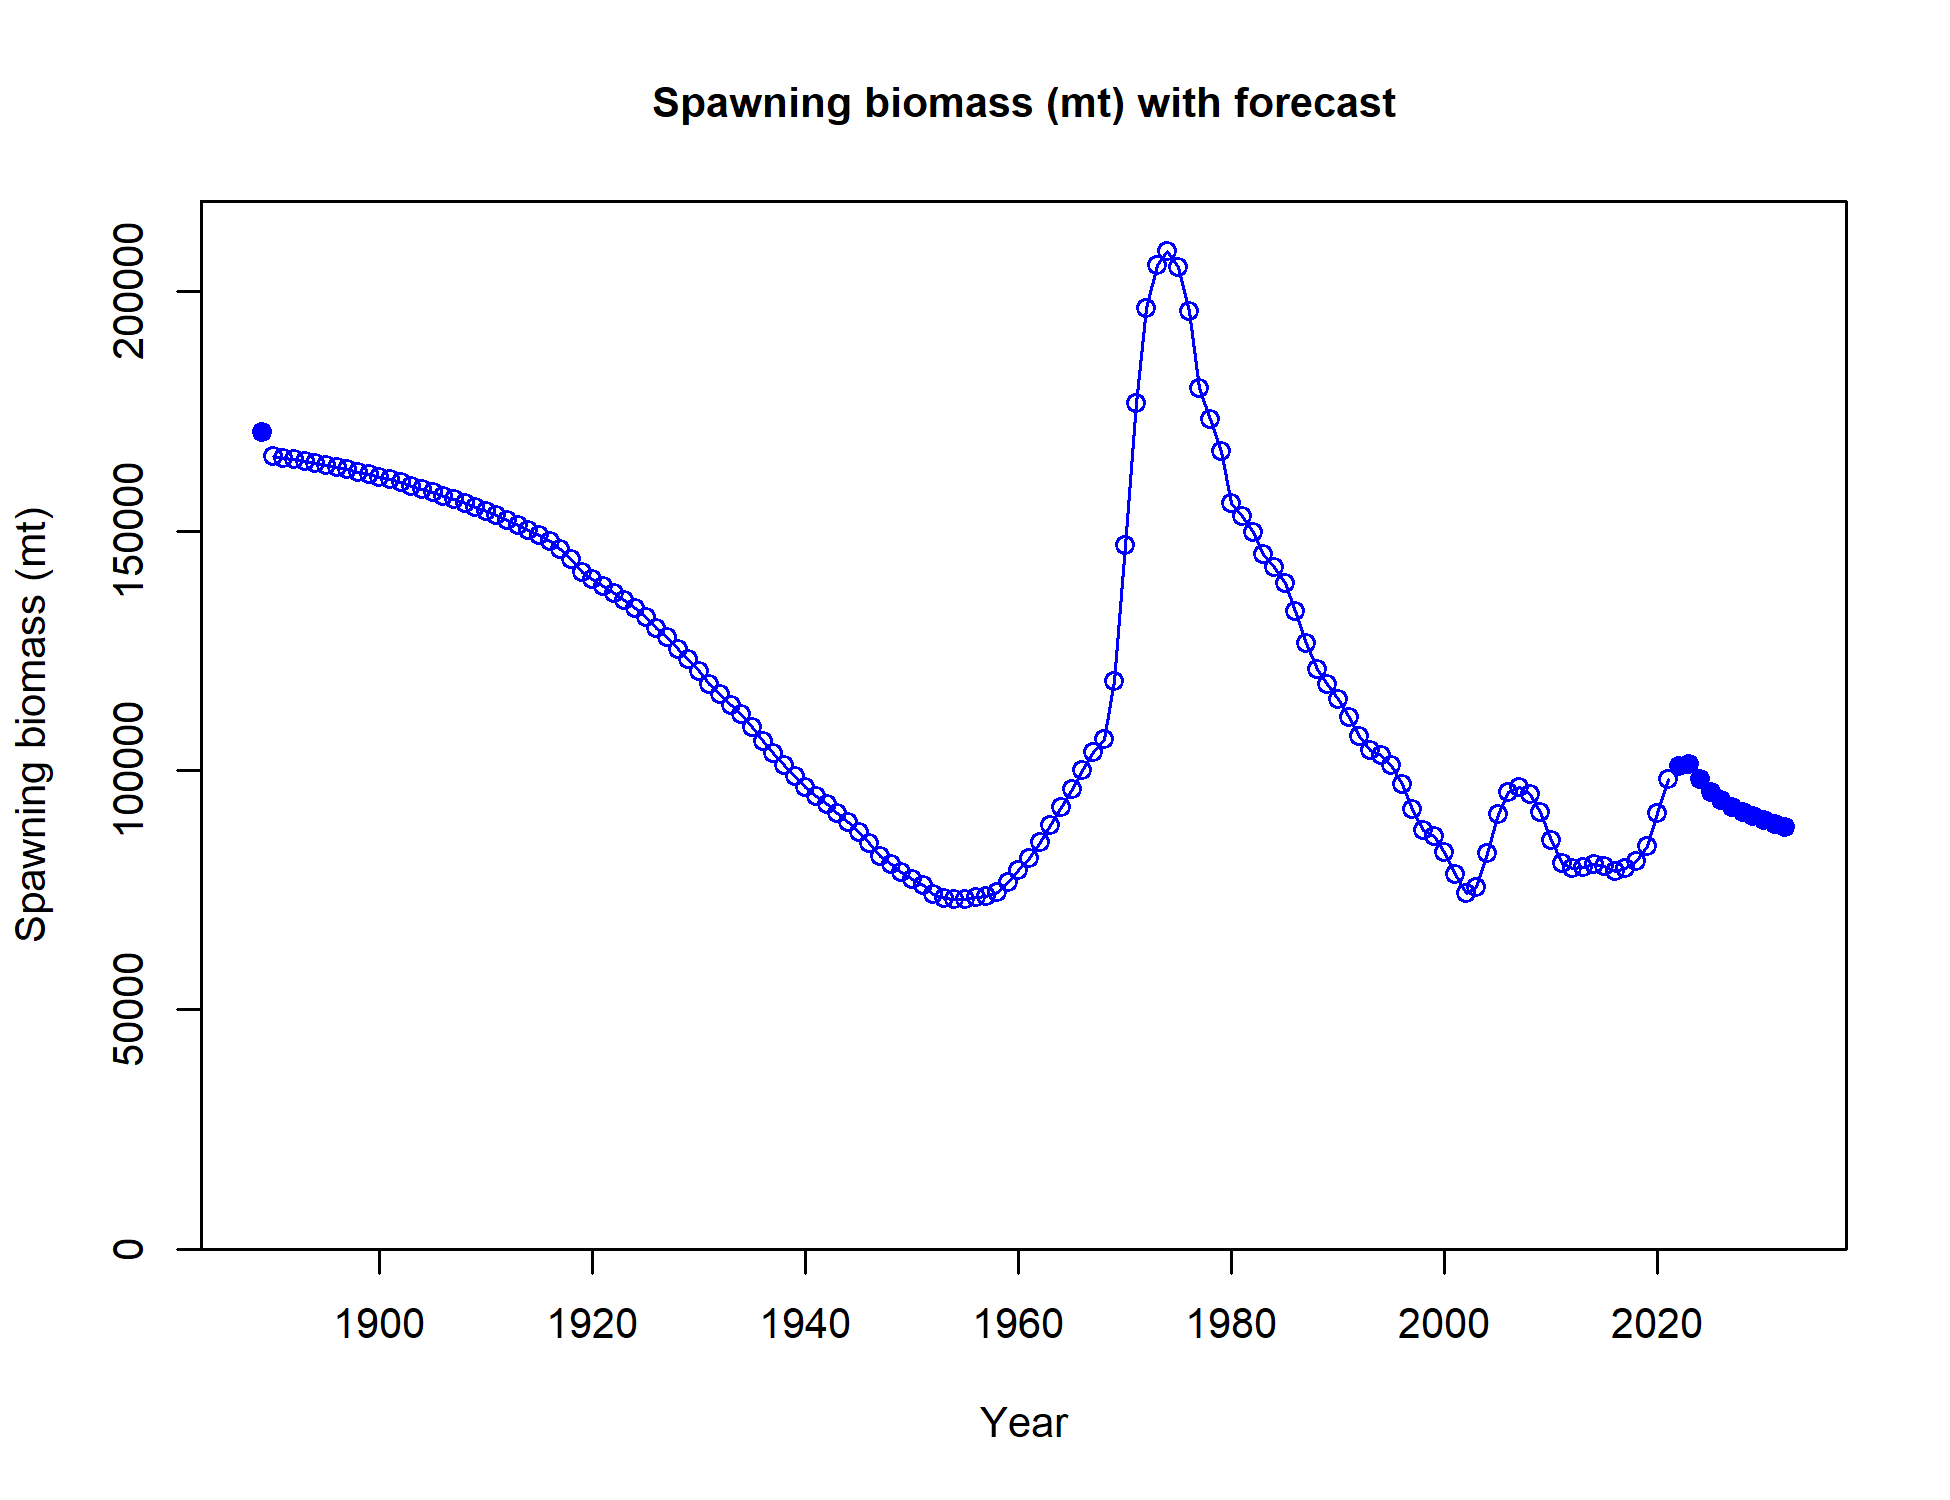 Spawning biomass (mt) with forecast
Spawning biomass (mt)
200000
150000
100000
50000
0
1900 1920 1940 1960 1980 2000 2020
Year